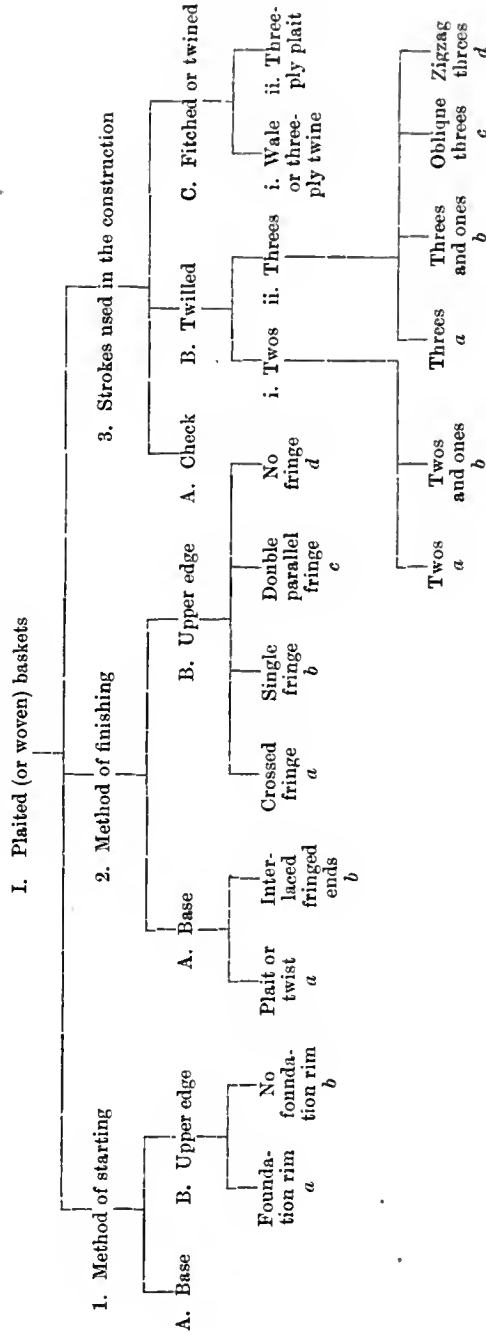 I. Plaited (or woven) baskets
1. Method of starting
A. Base
B. Upper edge
Founda-
tion rim
a
No
founda-
tion rim
b
2. Method of finishing
A. Base
Plait or
twist
a
Inter-
laced
fringed
ends
b
B. Upper edge
Crossed
fringe
a
Single
fringe
b
Double
parallel
fringe
c
No
fringe
d
3. Strokes used in the construction
A. Check
B. Twilled
i. Twos
Twos
a
Twos
and ones
b
ii. Threes
Threes
a
Threes
and ones
b
Oblique
threes
c
Zigzag
threes
d
C. Fitched or twined
i. Wale
or three-
ply twine
ii. Three-
ply plait